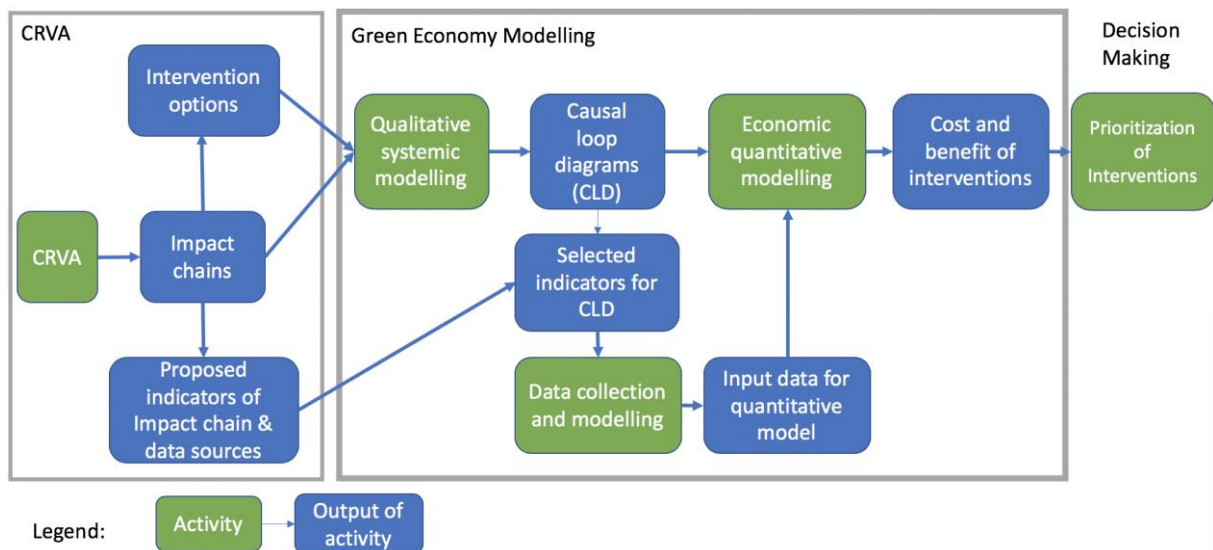 CRVA
Green Economy Modelling
Decision
Making
Intervention
options
Qualitative
systemic
modelling
Causal
loop
diagrams
(CLD)
Economic
quantitative
modelling
Cost and
benefit of
interventions
Prioritization
of
Interventions
CRVA
Impact
chains
Selected
indicators for
CLD
Proposed
indicators of
Impact chain &
data sources
Data collection
and modelling
Input data for
quantitative
model
Legend:
Activity
Output of
activity